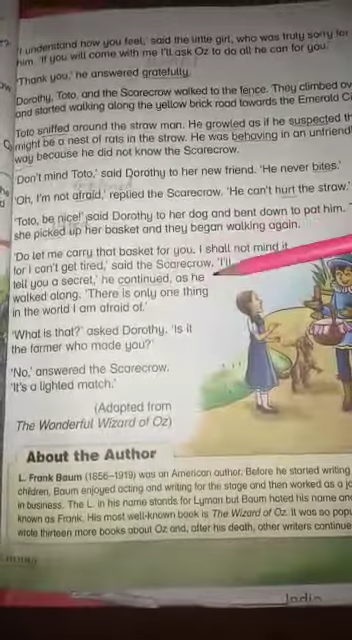 'I understand how you feel,' said the little girl, who was truly sorry for
him. 'If you will come with me I'll ask Oz to do all he can for you.'
'Thank you,' he answered gratefully.
Dorothy, Toto, and the Scarecrow walked to the fence. They climbed
and started walking along the yellow brick road towards the Emerald
Toto sniffed around the straw man. He growled as if he suspected
might be a nest of rats in the straw. He was behaving in an
way because he did not know the Scarecrow.
'Don't mind Toto,' said Dorothy to her new friend. 'He never bites.'
'Oh, I'm not afraid,' replied the Scarecrow. 'He can't hurt the straw.'
'Toto, be nice!' said Dorothy to her dog and bent down to pat him.
she picked up her basket and they began walking again.
'Do let me carry that basket for you. I shall not mind it
for I can't get tired,' said the Scarecrow. 'I'll
tell you a secret,' he continued, as he
walked along. 'There is only one thing
in the world I am afraid of.'
'What is that?' asked Dorothy. 'Is it
the farmer who made you?'
'No,' answered the Scarecrow.
'It's a lighted match.'
(Adapted from
The Wonderful Wizard of Oz)
About the Author
L. Frank Baum (1856–1919) was an American author. Before he started writing
children, Baum enjoyed acting and writing for the stage and then worked as a
in business. The L. in his name stands for Lyman but Baum hated his name
known as Frank. His most well-known book is The Wizard of Oz. It was so
wrote thirteen more books about Oz and, after his death, other writers